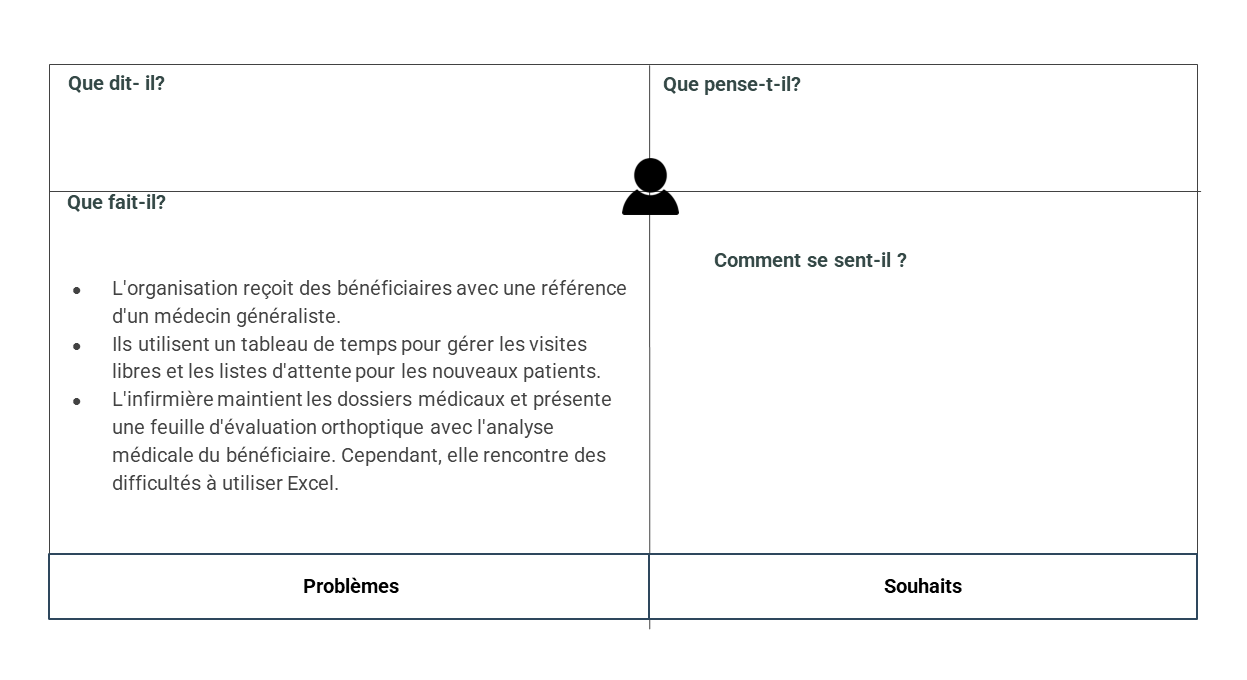 Que dit- il?
Que pense-t-il?
Que fait-il?
Comment se sent-il ?
● L'organisation reçoit des bénéficiaires avec une référence
d'un médecin généraliste.
● Ils utilisent un tableau de temps pour gérer les visites
libres et les listes d'attente pour les nouveaux patients.
● L'infirmière maintient les dossiers médicaux et présente
une feuille d'évaluation orthoptique avec l'analyse
médicale du bénéficiaire. Cependant, elle rencontre des
difficultés à utiliser Excel.
Problèmes
Souhaits